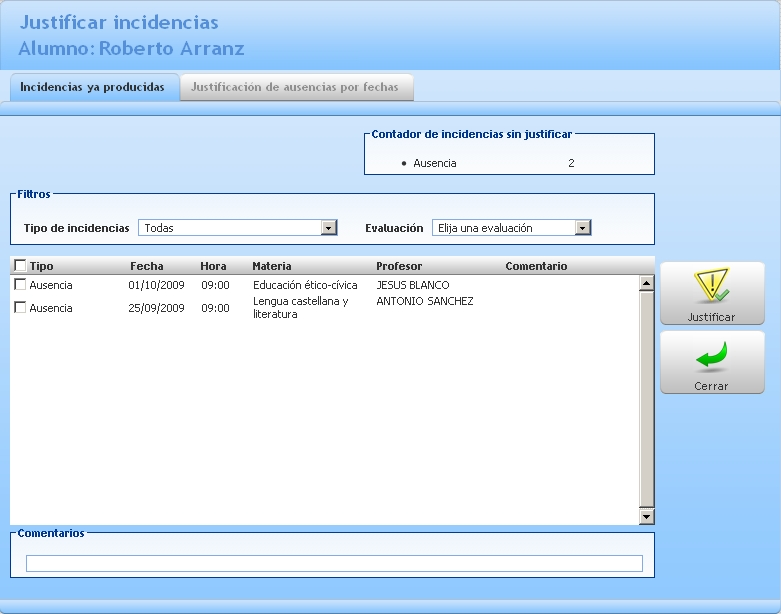 Justificar incidencias
Alumno: Roberto Arranz
Incidencias ya producidas Justificación de ausencias por fechas
Contador de incidencias sin justificar
• Ausencia 2
Filtros
Tipo de incidencias Todas Evaluación Elija una evaluación
Tipo Fecha Hora Materia Profesor Comentario
Ausencia 01/10/2009 09:00 Educación ético-cívica JESUS BLANCO
Ausencia 25/09/2009 09:00 Lengua castellana y literatura ANTONIO SANCHEZ
Justificar
Cerrar
Comentarios